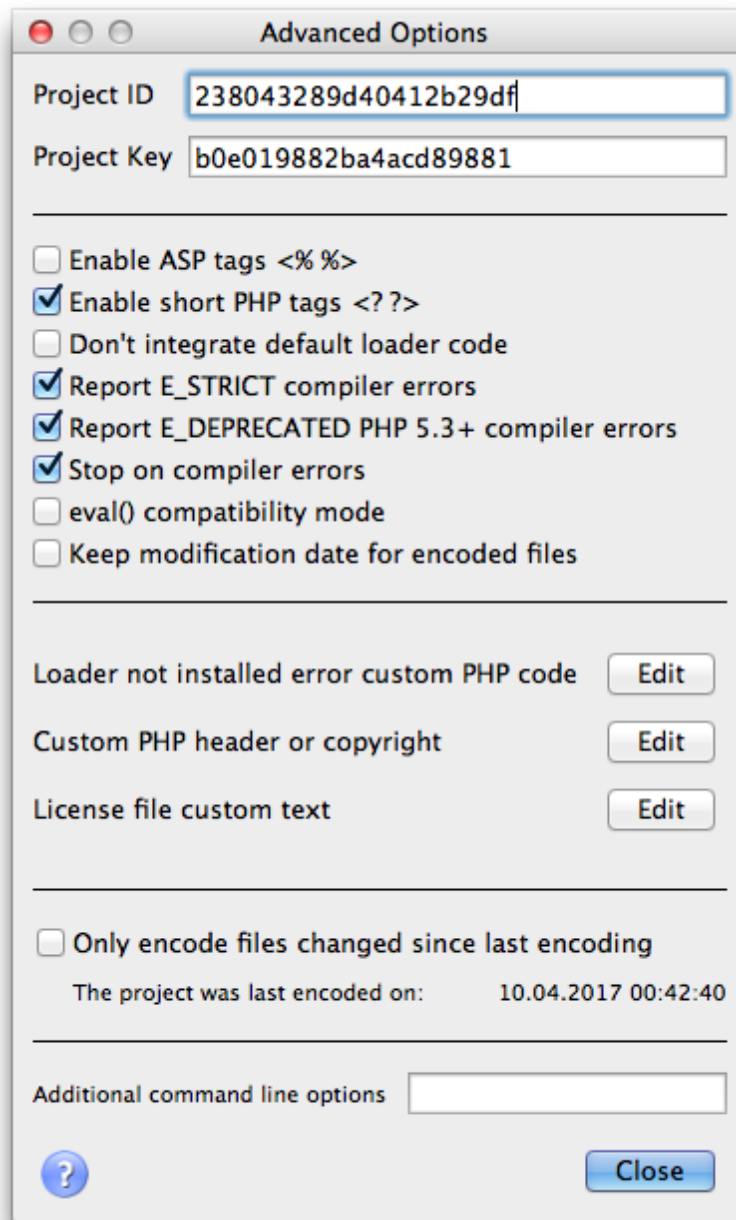 Advanced Options
Project ID 238043289d40412b29df
Project Key b0e019882ba4acd89881
Enable ASP tags <% %>
Enable short PHP tags <? ?>
Don't integrate default loader code
Report E_STRICT compiler errors
Report E_DEPRECATED PHP 5.3+ compiler errors
Stop on compiler errors
eval() compatibility mode
Keep modification date for encoded files
Loader not installed error custom PHP code Edit
Custom PHP header or copyright Edit
License file custom text Edit
Only encode files changed since last encoding
The project was last encoded on: 10.04.2017 00:42:40
Additional command line options
? Close